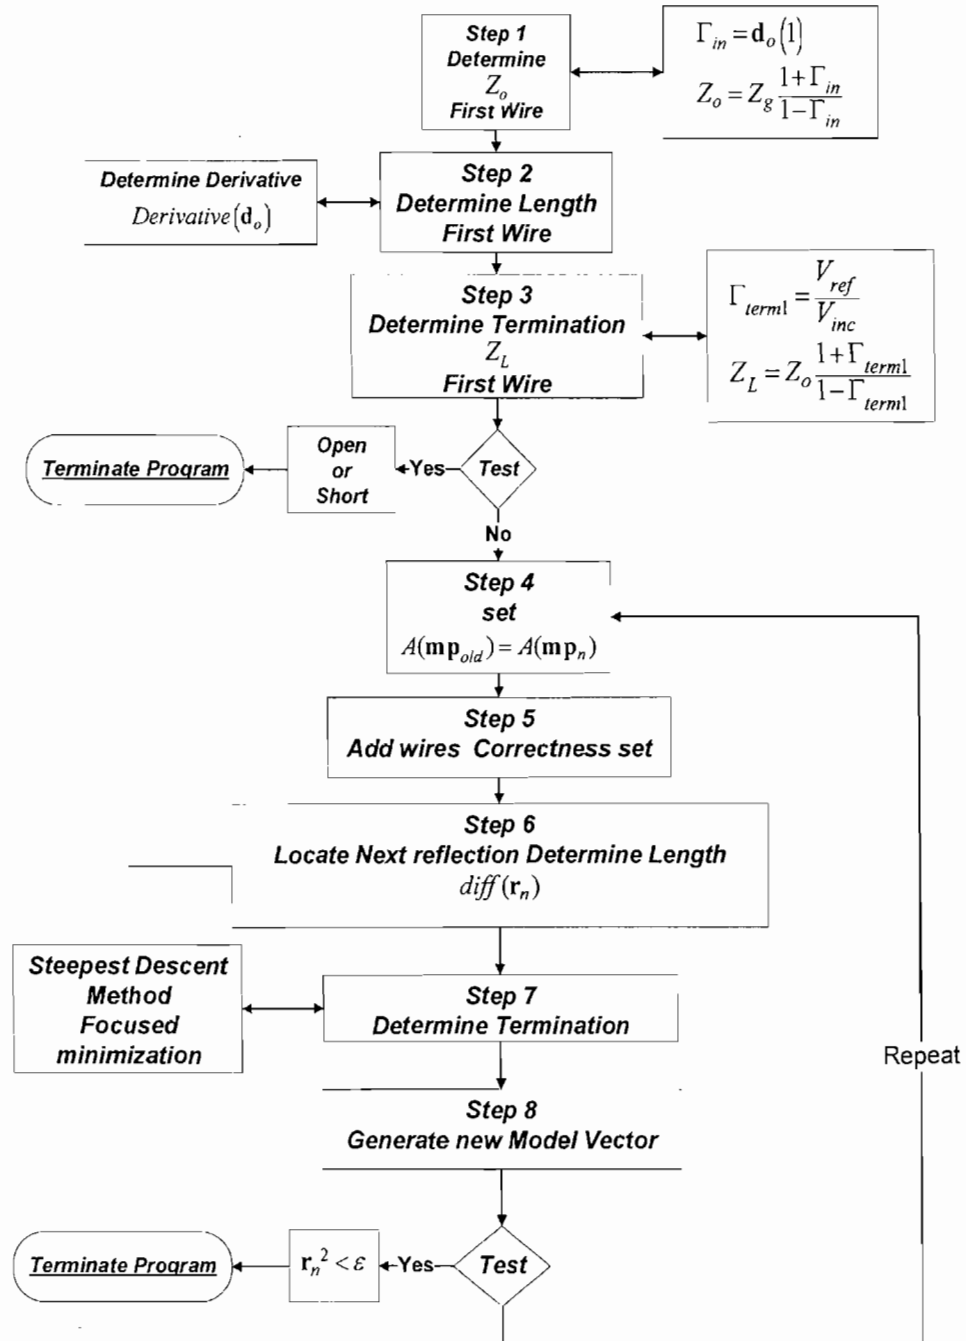 Step 1
Determine
Z_o
First Wire
Γ_in = d_o(1)
Z_o = Z_g (1+Γ_in)/(1−Γ_in)
Determine Derivative
Derivative(d_o)
Step 2
Determine Length
First Wire
Step 3
Determine Termination
Z_L
First Wire
Γ_term1 = V_ref/V_inc
Z_L = Z_o (1+Γ_term1)/(1−Γ_term1)
Terminate Program
Open
or
Short
Yes
Test
No
Step 4
set
A(mp_old) = A(mp_n)
Step 5
Add wires Correctness set
Step 6
Locate Next reflection Determine Length
diff(r_n)
Steepest Descent
Method
Focused
minimization
Step 7
Determine Termination
Repeat
Step 8
Generate new Model Vector
Terminate Program
r_n² < ε
Yes
Test